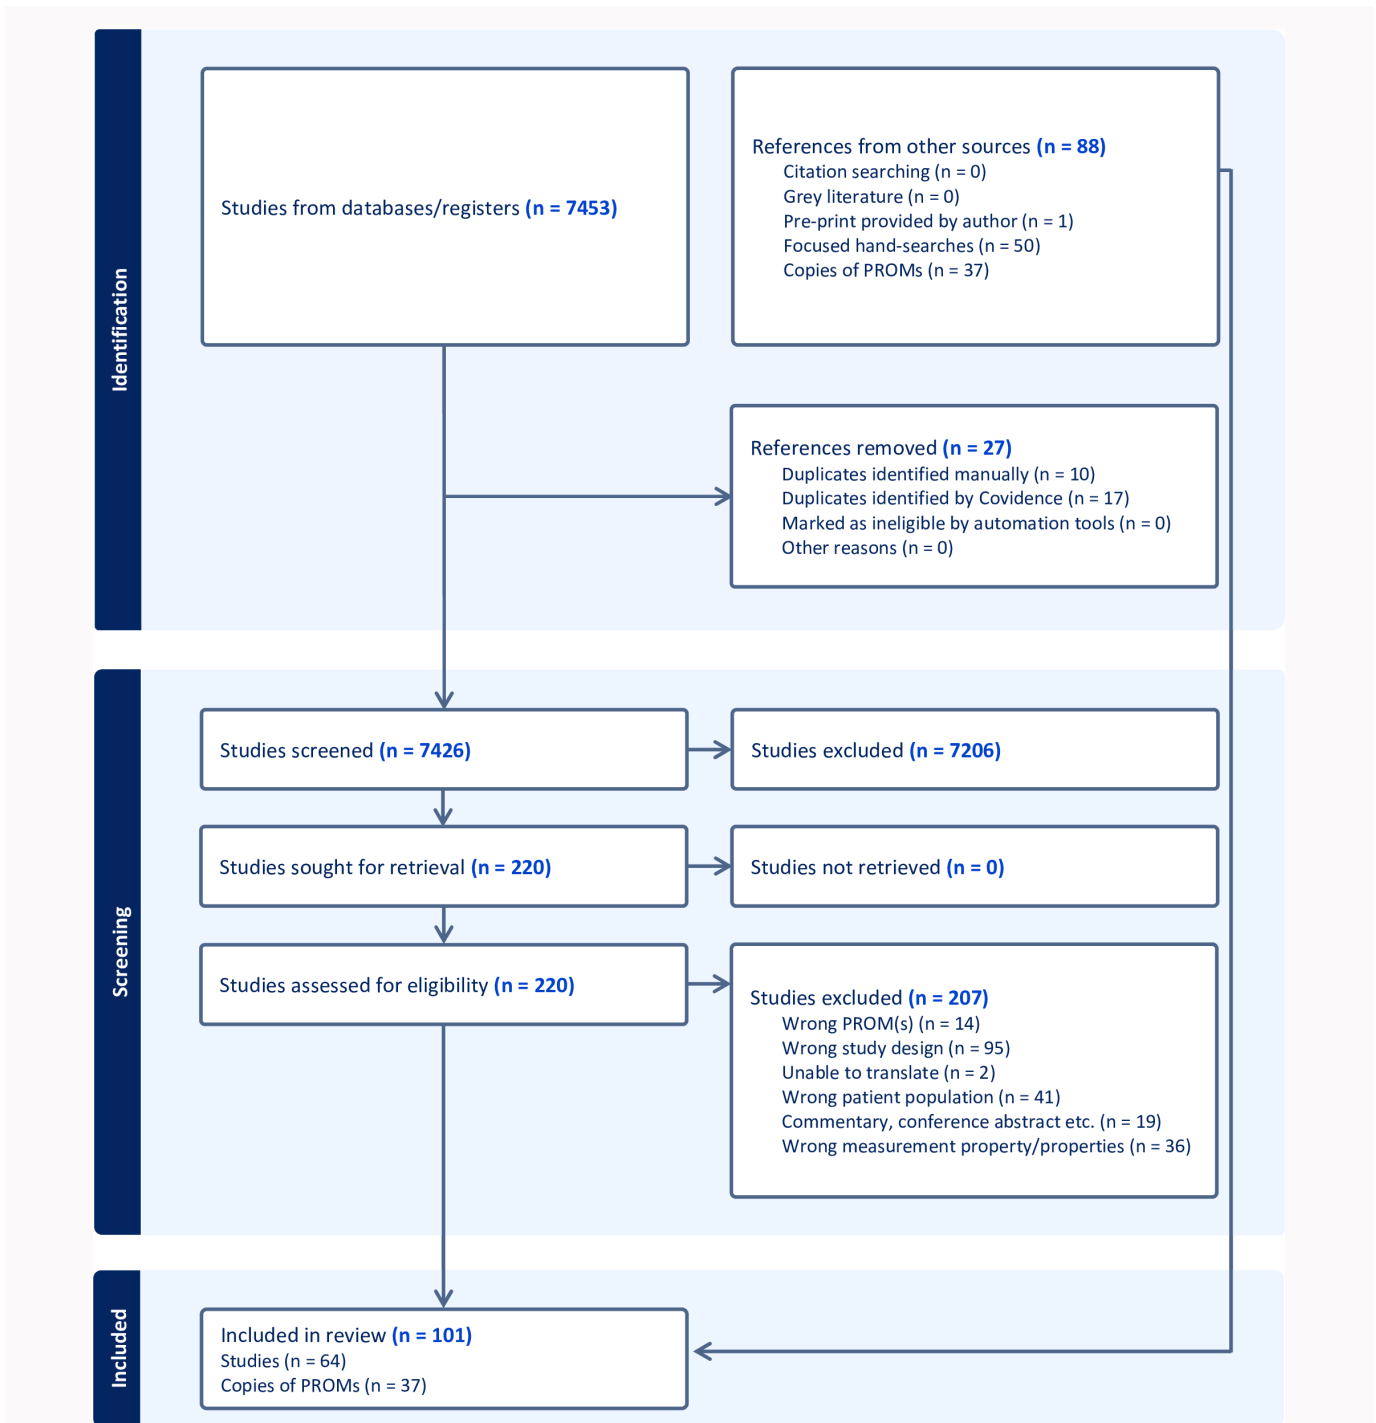 Identification
Studies from databases/registers (n = 7453)
References from other sources (n = 88)
Citation searching (n = 0)
Grey literature (n = 0)
Pre-print provided by author (n = 1)
Focused hand-searches (n = 50)
Copies of PROMs (n = 37)
References removed (n = 27)
Duplicates identified manually (n = 10)
Duplicates identified by Covidence (n = 17)
Marked as ineligible by automation tools (n = 0)
Other reasons (n = 0)
Screening
Studies screened (n = 7426)
Studies excluded (n = 7206)
Studies sought for retrieval (n = 220)
Studies not retrieved (n = 0)
Studies assessed for eligibility (n = 220)
Studies excluded (n = 207)
Wrong PROM(s) (n = 14)
Wrong study design (n = 95)
Unable to translate (n = 2)
Wrong patient population (n = 41)
Commentary, conference abstract etc. (n = 19)
Wrong measurement property/properties (n = 36)
Included
Included in review (n = 101)
Studies (n = 64)
Copies of PROMs (n = 37)